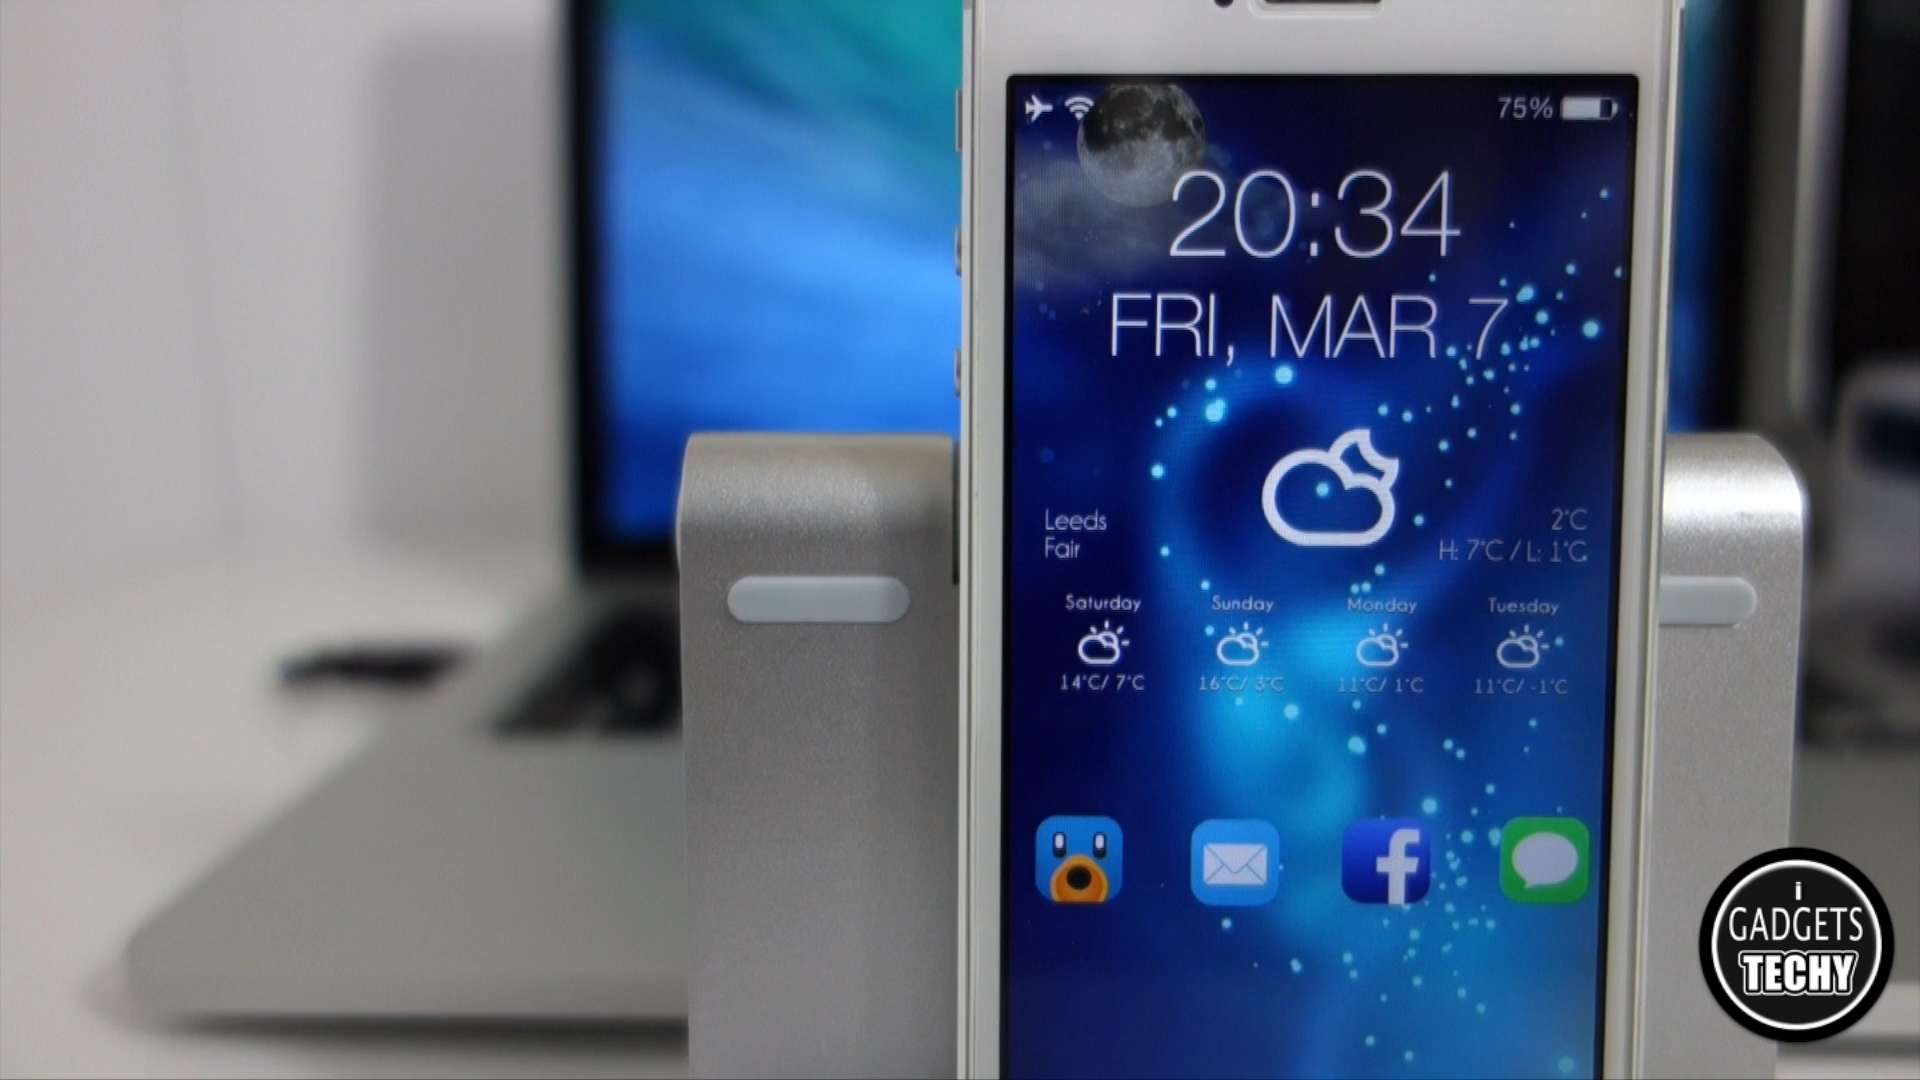 75%
20:34
FRI, MAR 7
Leeds
Fair
2°C
H: 7°C / L: 1°C
Saturday
Sunday
Monday
Tuesday
14°C/ 7°C
16°C/ 3°C
11°C/ 1°C
11°C/ -1°C
f
i
GADGETS
TECHY